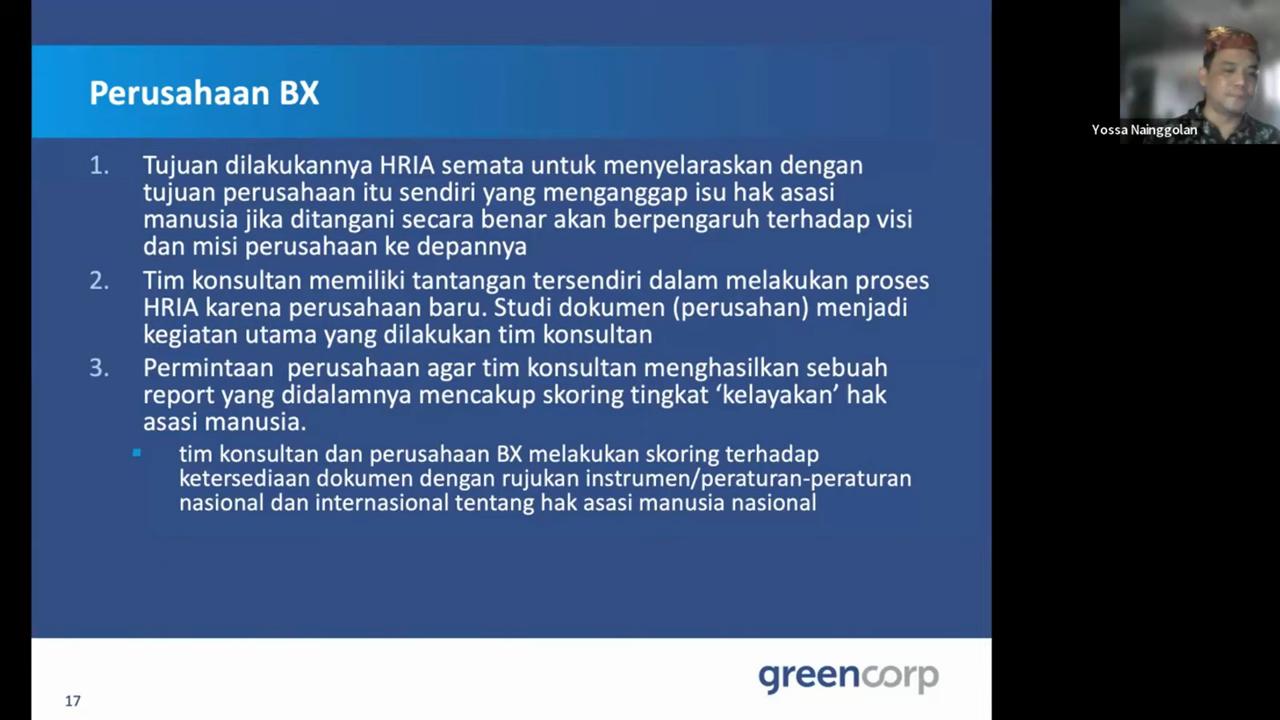 Perusahaan BX
1. Tujuan dilakukannya HRIA semata untuk menyelaraskan dengan
tujuan perusahaan itu sendiri yang menganggap isu hak asasi
manusia jika ditangani secara benar akan berpengaruh terhadap visi
dan misi perusahaan ke depannya
2. Tim konsultan memiliki tantangan tersendiri dalam melakukan proses
HRIA karena perusahaan baru. Studi dokumen (perusahan) menjadi
kegiatan utama yang dilakukan tim konsultan
3. Permintaan  perusahaan agar tim konsultan menghasilkan sebuah
report yang didalamnya mencakup skoring tingkat ‘kelayakan’ hak
asasi manusia.
▪ tim konsultan dan perusahaan BX melakukan skoring terhadap
ketersediaan dokumen dengan rujukan instrumen/peraturan-peraturan
nasional dan internasional tentang hak asasi manusia nasional
greencorp
17
Yossa Nainggolan